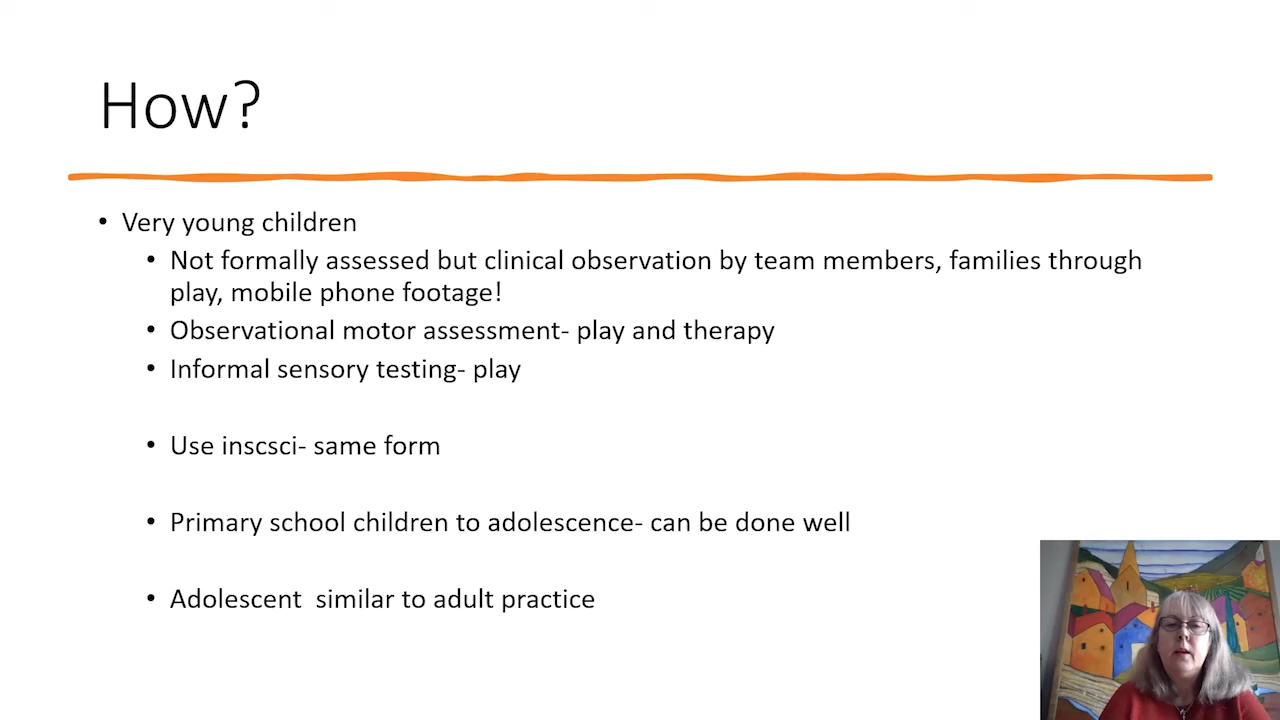 How?
• Very young children
• Not formally assessed but clinical observation by team members, families through
play, mobile phone footage!
• Observational motor assessment- play and therapy
• Informal sensory testing- play
• Use inscsci- same form
• Primary school children to adolescence- can be done well
• Adolescent  similar to adult practice